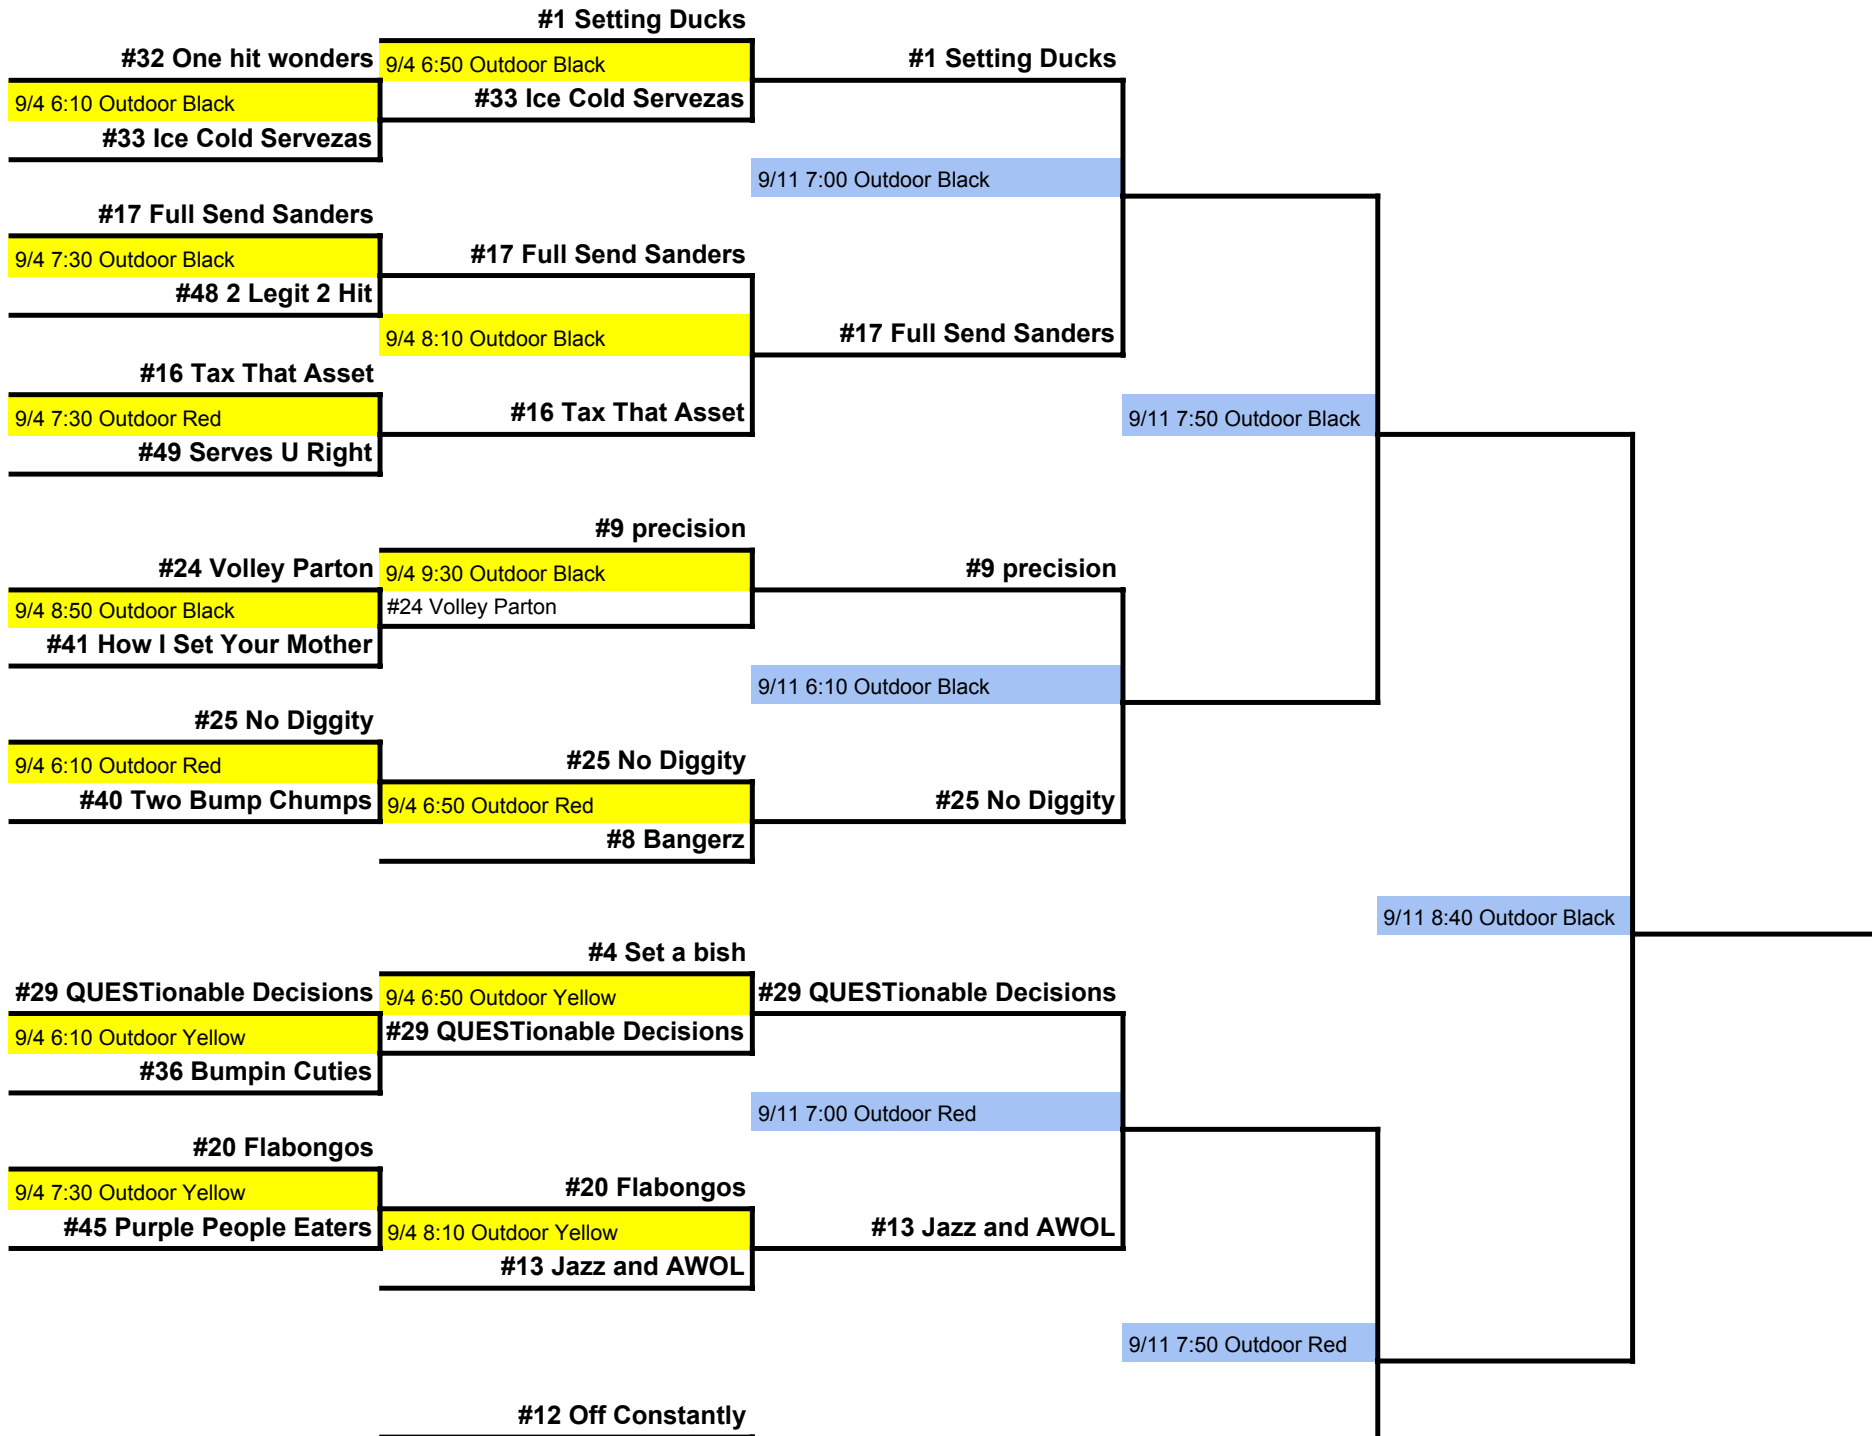 #1 Setting Ducks
#32 One hit wonders
9/4 6:50 Outdoor Black
#1 Setting Ducks
9/4 6:10 Outdoor Black
#33 Ice Cold Servezas
#33 Ice Cold Servezas
9/11 7:00 Outdoor Black
#17 Full Send Sanders
9/4 7:30 Outdoor Black
#17 Full Send Sanders
#48 2 Legit 2 Hit
9/4 8:10 Outdoor Black
#17 Full Send Sanders
#16 Tax That Asset
9/4 7:30 Outdoor Red
#16 Tax That Asset
9/11 7:50 Outdoor Black
#49 Serves U Right
#9 precision
#24 Volley Parton
9/4 9:30 Outdoor Black
#9 precision
9/4 8:50 Outdoor Black
#24 Volley Parton
#41 How I Set Your Mother
9/11 6:10 Outdoor Black
#25 No Diggity
9/4 6:10 Outdoor Red
#25 No Diggity
#40 Two Bump Chumps
9/4 6:50 Outdoor Red
#25 No Diggity
#8 Bangerz
9/11 8:40 Outdoor Black
#4 Set a bish
#29 QUESTionable Decisions
9/4 6:50 Outdoor Yellow
#29 QUESTionable Decisions
9/4 6:10 Outdoor Yellow
#29 QUESTionable Decisions
#36 Bumpin Cuties
9/11 7:00 Outdoor Red
#20 Flabongos
9/4 7:30 Outdoor Yellow
#20 Flabongos
#45 Purple People Eaters
9/4 8:10 Outdoor Yellow
#13 Jazz and AWOL
#13 Jazz and AWOL
9/11 7:50 Outdoor Red
#12 Off Constantly